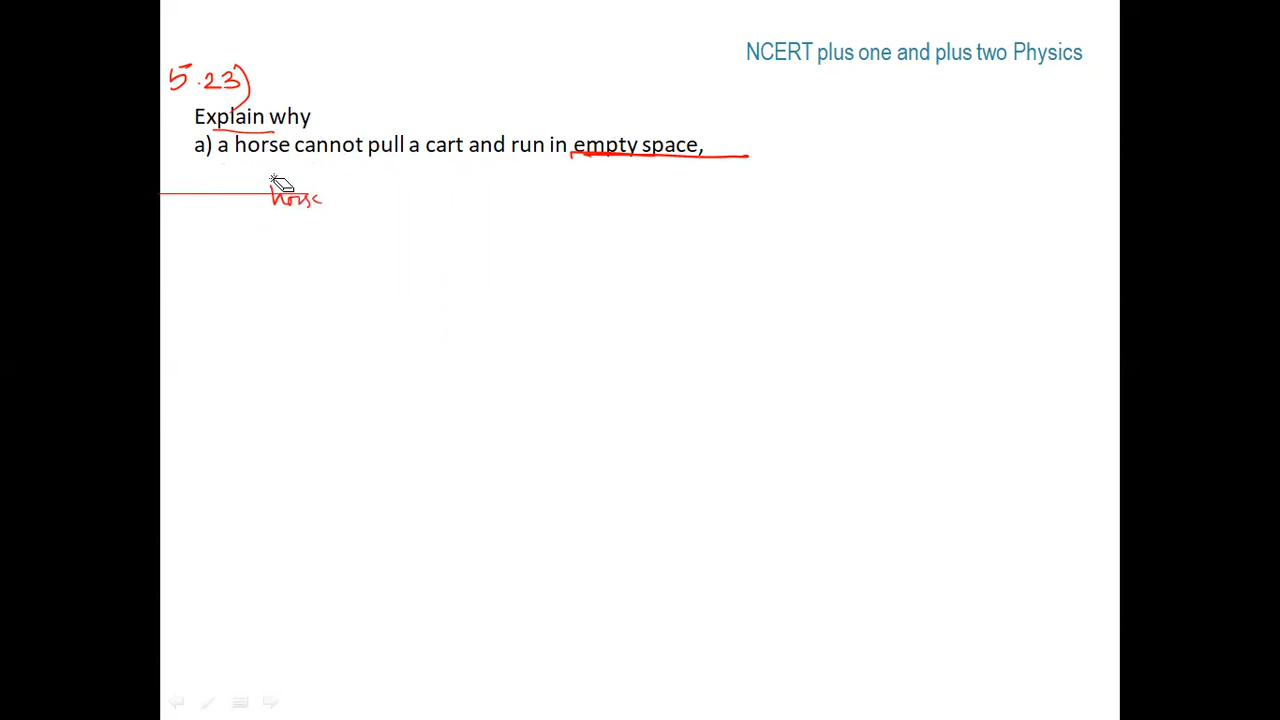 NCERT plus one and plus two Physics
5.23)
Explain why
a) a horse cannot pull a cart and run in empty space,
horse